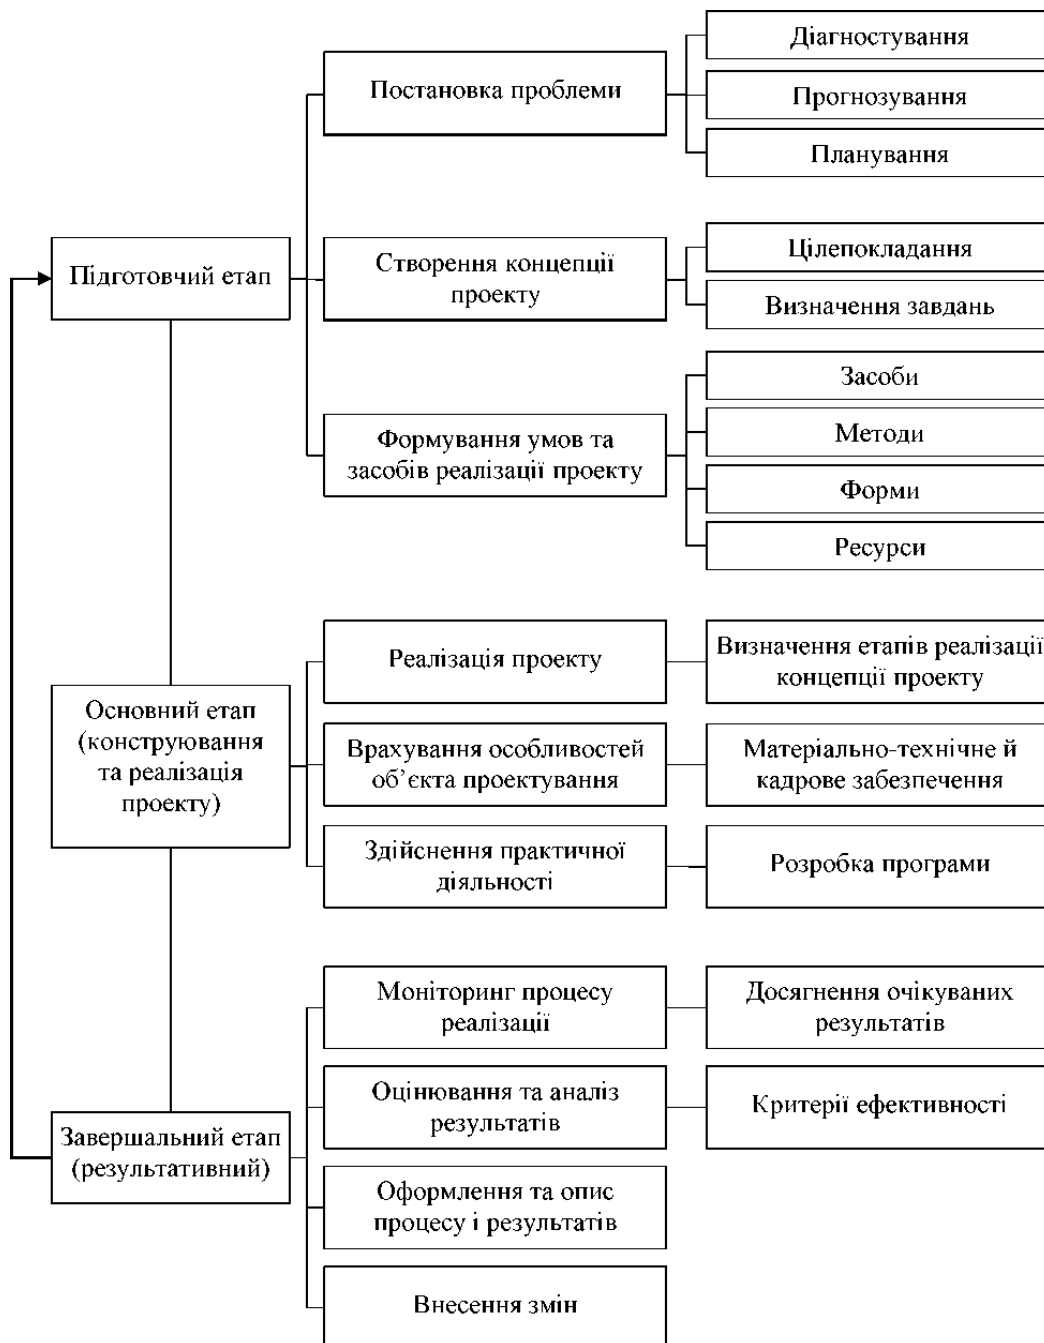 Діагностування
Постановка проблеми
Прогнозування
Планування
Підготовчий етап
Створення концепції
проекту
Цілепокладання
Визначення завдань
Формування умов та
засобів реалізації проекту
Засоби
Методи
Форми
Ресурси
Основний етап
(конструювання
та реалізація
проекту)
Реалізація проекту
Визначення етапів реалізації
концепції проекту
Врахування особливостей
об’єкта проектування
Матеріально-технічне й
кадрове забезпечення
Здійснення практичної
діяльності
Розробка програми
Завершальний етап
(результативний)
Моніторинг процесу
реалізації
Досягнення очікуваних
результатів
Оцінювання та аналіз
результатів
Критерії ефективності
Оформлення та опис
процесу і результатів
Внесення змін